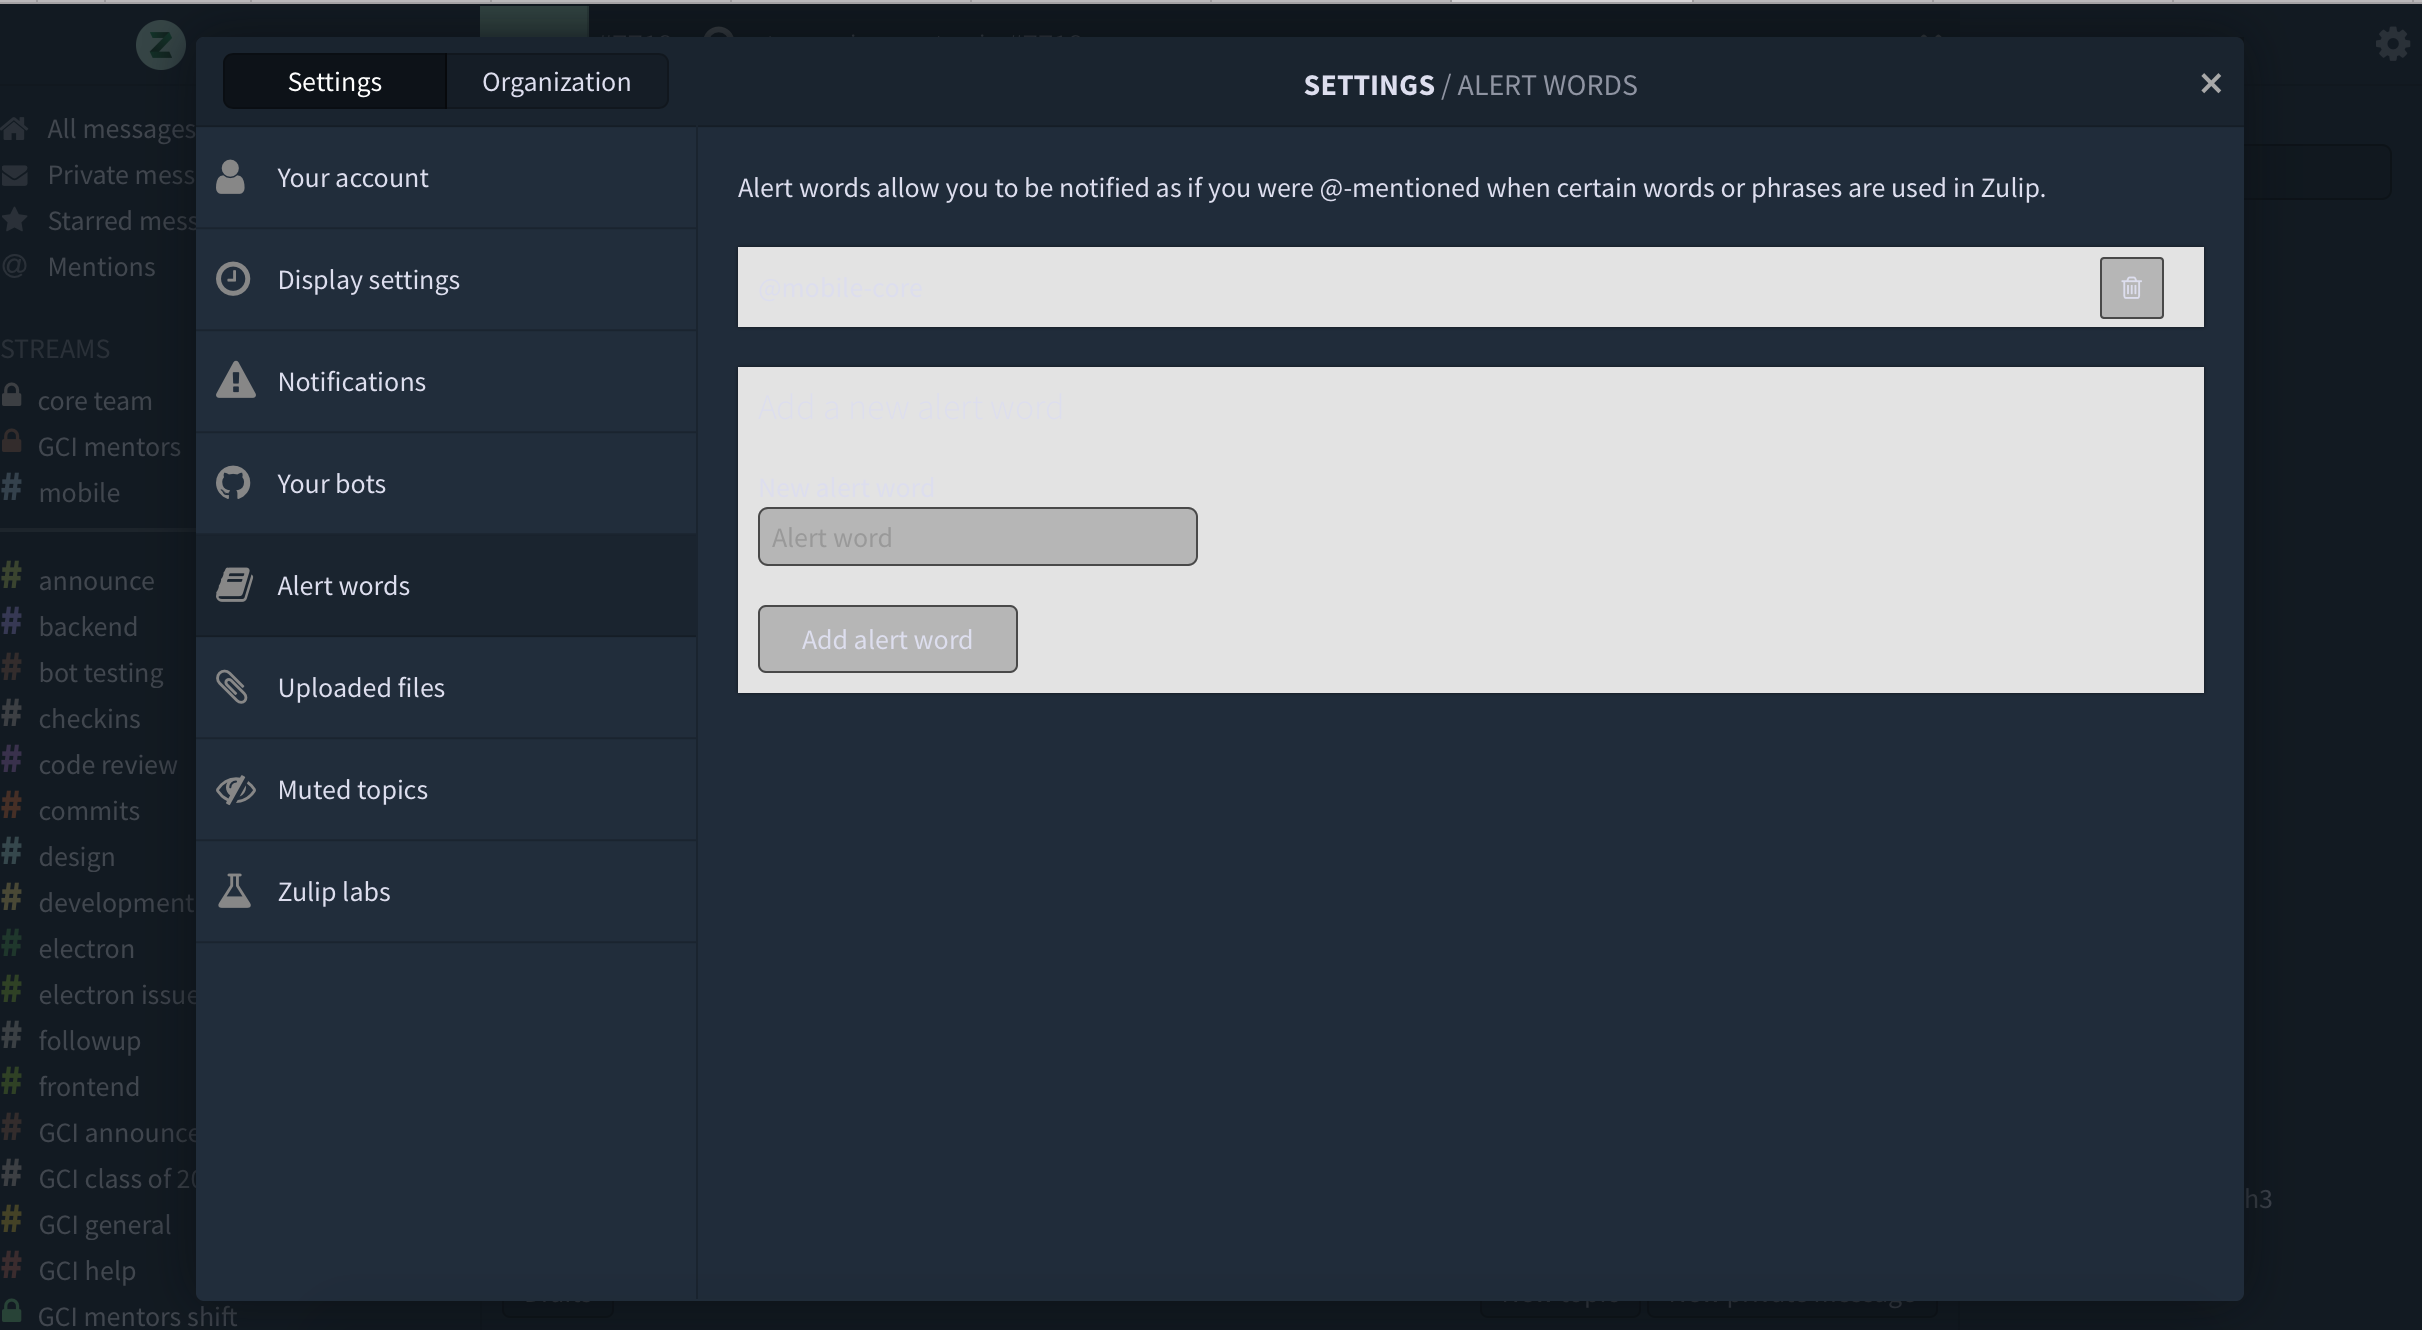 Settings
Organization
SETTINGS / ALERT WORDS
Your account
Display settings
Notifications
Your bots
Alert words
Uploaded files
Muted topics
Zulip labs
Alert words allow you to be notified as if you were @-mentioned when certain words or phrases are used in Zulip.
@mobile-core
Add a new alert word
New alert word
Alert word
Add alert word
All messages
Private mess
Starred mess
Mentions
STREAMS
core team
GCI mentors
# mobile
# announce
# backend
# bot testing
# checkins
# code review
# commits
# design
# development
# electron
# electron issue
# followup
# frontend
# GCI announce
# GCI class of 20
# GCI general
# GCI help
GCI mentors shift
h3